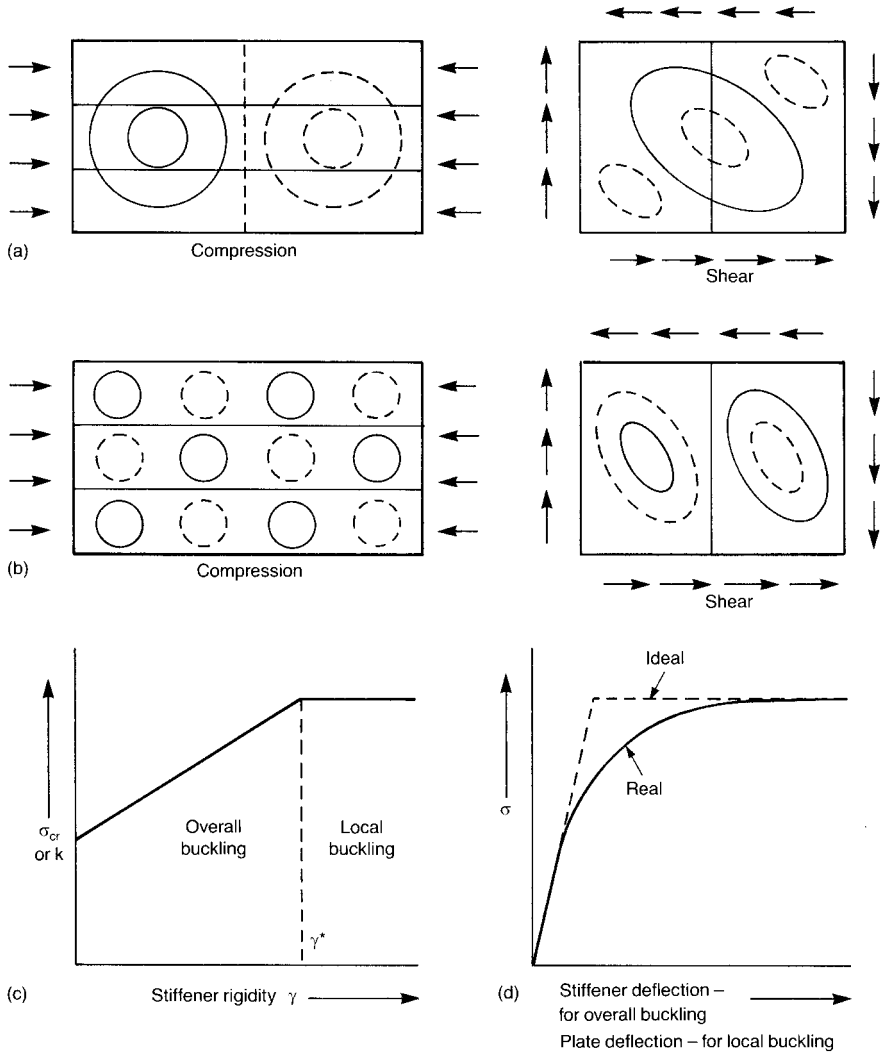 (a)
Compression
Shear
(b)
Compression
Shear
σcr
or k
Overall
buckling
Local
buckling
γ*
(c)
Stiffener rigidity γ
Ideal
Real
σ
(d)
Stiffener deflection –
for overall buckling
Plate deflection – for local buckling